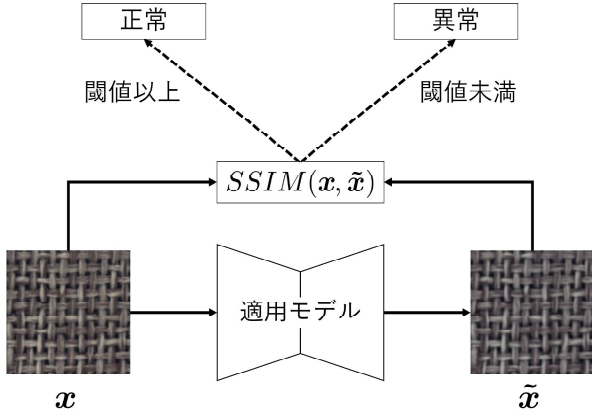 正常
異常
閾値以上
閾値未満
SSIM(x, x̃)
適用モデル
x
x̃